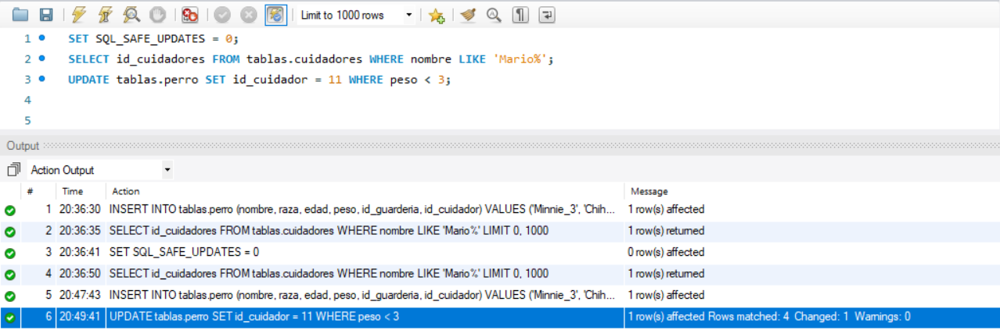 Limit to 1000 rows
1 SET SQL_SAFE_UPDATES = 0;
2 SELECT id_cuidadores FROM tablas.cuidadores WHERE nombre LIKE 'Mario%';
3 UPDATE tablas.perro SET id_cuidador = 11 WHERE peso < 3;
4
5
Output
Action Output
# Time Action Message
1 20:36:30 INSERT INTO tablas.perro (nombre, raza, edad, peso, id_guarderia, id_cuidador) VALUES ('Minnie_3', 'Chih... 1 row(s) affected
2 20:36:35 SELECT id_cuidadores FROM tablas.cuidadores WHERE nombre LIKE 'Mario%' LIMIT 0, 1000 1 row(s) returned
3 20:36:41 SET SQL_SAFE_UPDATES = 0 0 row(s) affected
4 20:36:50 SELECT id_cuidadores FROM tablas.cuidadores WHERE nombre LIKE 'Mario%' LIMIT 0, 1000 1 row(s) returned
5 20:47:43 INSERT INTO tablas.perro (nombre, raza, edad, peso, id_guarderia, id_cuidador) VALUES ('Minnie_3', 'Chih... 1 row(s) affected
6 20:49:41 UPDATE tablas.perro SET id_cuidador = 11 WHERE peso < 3 1 row(s) affected Rows matched: 4 Changed: 1 Warnings: 0